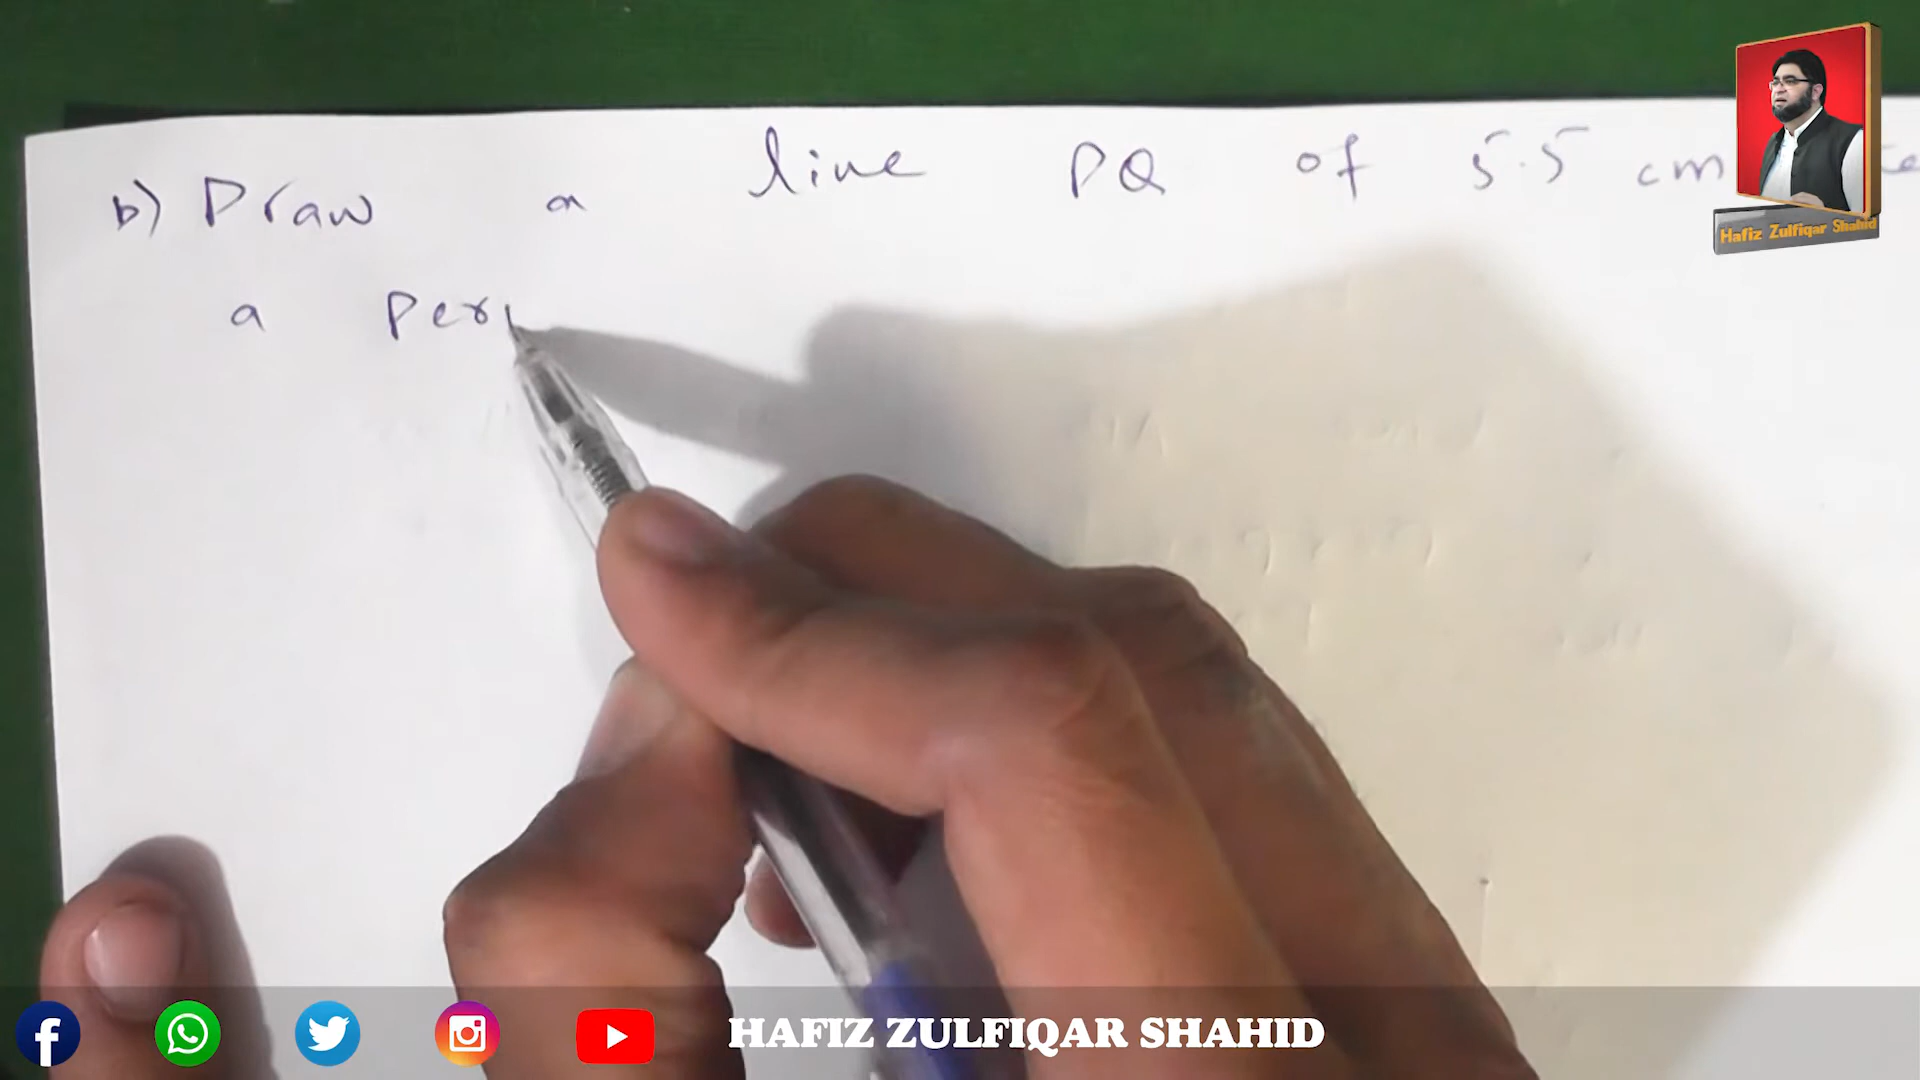 b) Draw a line PQ of 5.5 cm
a Per
Hafiz Zulfiqar Shahid
HAFIZ ZULFIQAR SHAHID